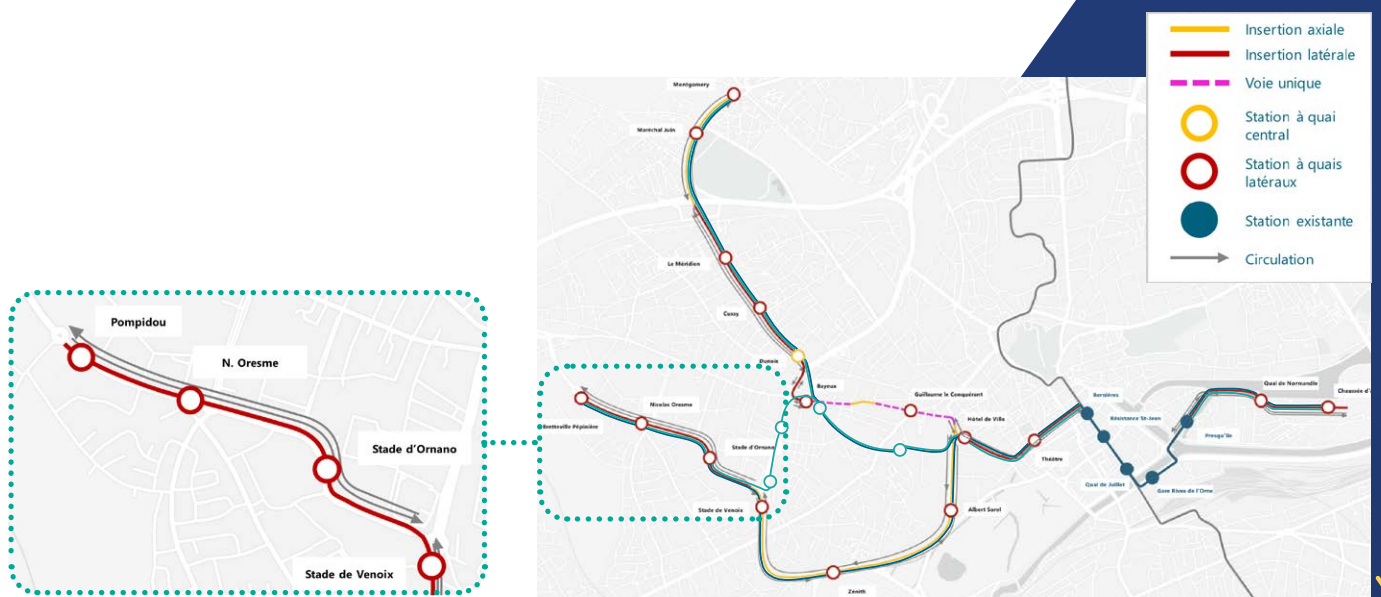 Insertion axiale
Insertion latérale
Voie unique
Station à quai
central
Station à quais
latéraux
Station existante
Circulation
Montgomery
Maréchal Juin
Le Méridien
Cussy
Dunois
Bayeux
Guillaume le Conquérant
Hôtel de Ville
Théâtre
Bernières
Résistance St-Jean
Quai de Juillet
Gare Rives de l'Orne
Presqu'île
Quai de Normandie
Chaussée d'
Nicolas Oresme
Bretteville Pépinière
Stade d'Ornano
Stade de Venoix
Albert Sorel
Zenith
Pompidou
N. Oresme
Stade d'Ornano
Stade de Venoix